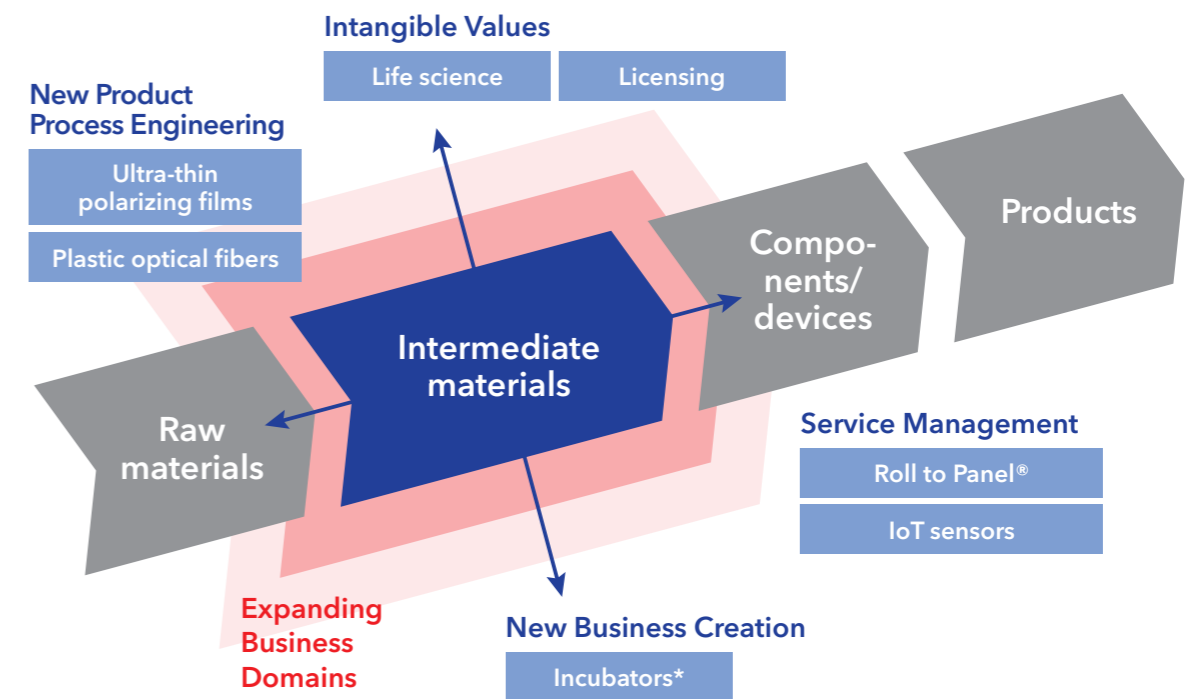 Intangible Values
Life science
Licensing
New Product
Process Engineering
Ultra-thin
polarizing films
Plastic optical fibers
Products
Compo-
nents/
devices
Intermediate
materials
Raw
materials
Service Management
Roll to Panel®
IoT sensors
Expanding
Business
Domains
New Business Creation
Incubators*